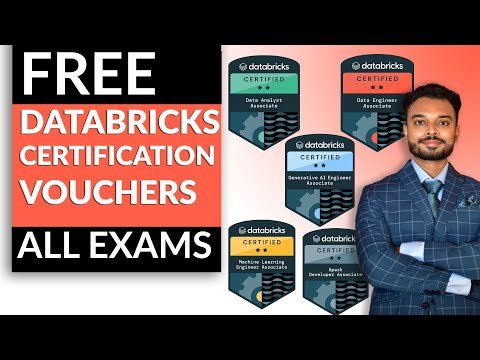 FREE
DATABRICKS
CERTIFICATION
VOUCHERS
ALL EXAMS
databricks
CERTIFIED
Data Analyst
Associate
databricks
CERTIFIED
Data Engineer
Associate
databricks
CERTIFIED
Generative AI Engineer
Associate
databricks
CERTIFIED
Machine Learning
Engineer Associate
databricks
CERTIFIED
Spark
Developer Associate